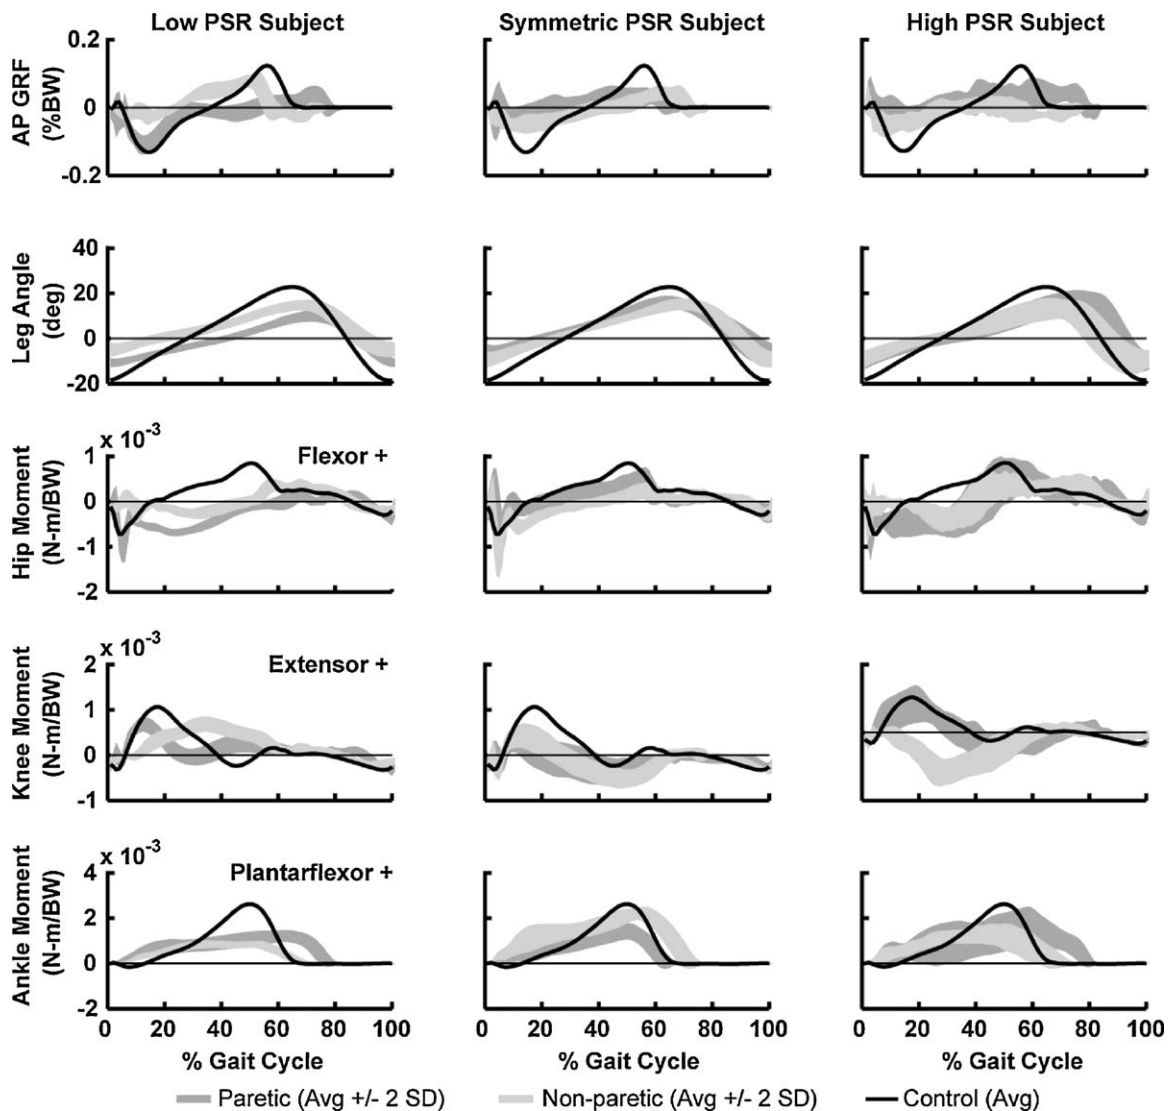 Low PSR Subject Symmetric PSR Subject High PSR Subject
AP GRF
(%BW)
0.2
0
-0.2
Leg Angle
(deg)
40
20
0
-20
Hip Moment
(N-m/BW)
x 10-3
Flexor +
1
0
-1
-2
Knee Moment
(N-m/BW)
x 10-3
Extensor +
2
1
0
-1
Ankle Moment
(N-m/BW)
x 10-3
Plantarflexor +
4
2
0
-2
0 20 40 60 80 100 0 20 40 60 80 100 0 20 40 60 80 100
% Gait Cycle % Gait Cycle % Gait Cycle
Paretic (Avg +/- 2 SD) Non-paretic (Avg +/- 2 SD) Control (Avg)